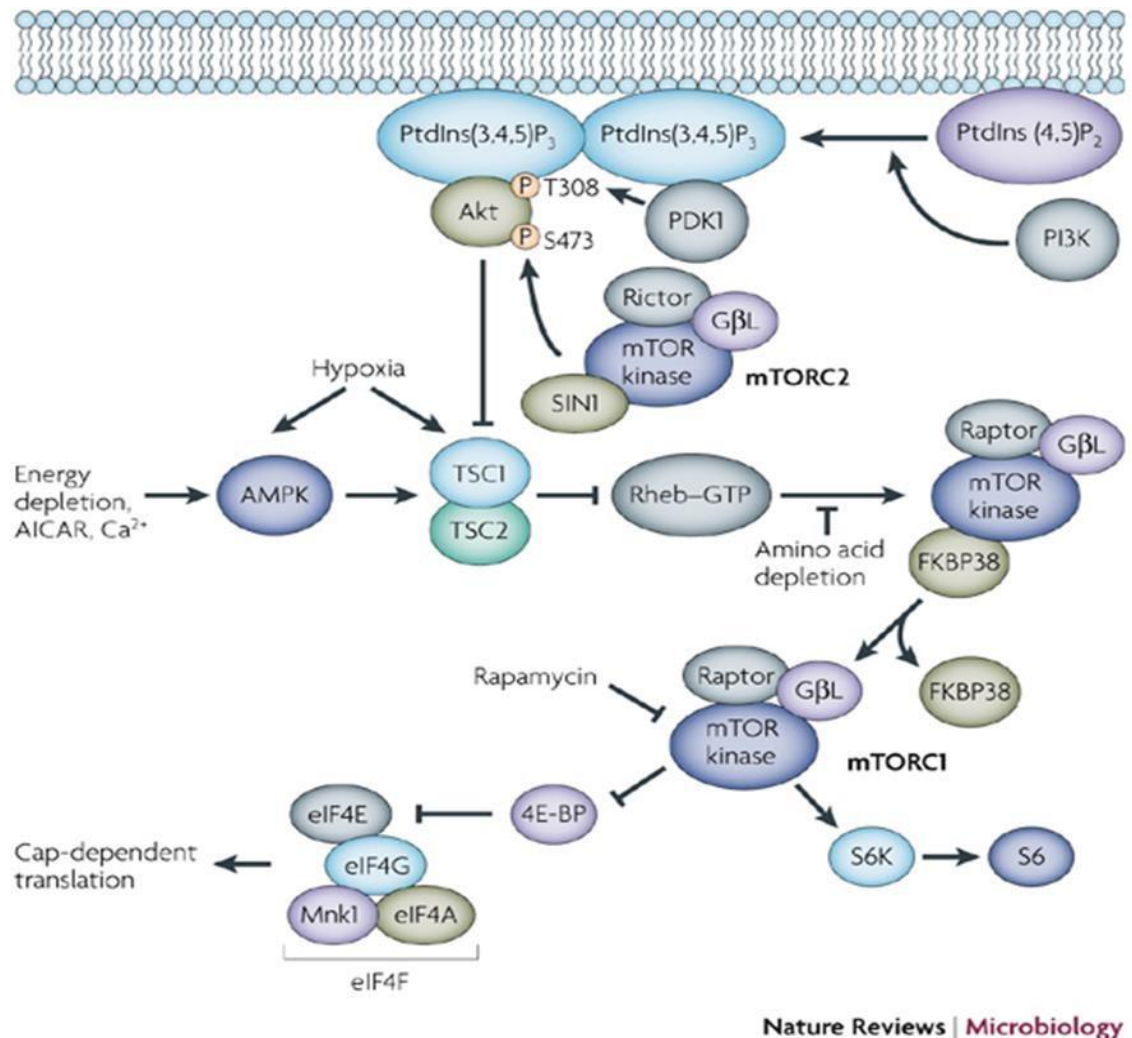 PtdIns(3,4,5)P3
PtdIns(3,4,5)P3
PtdIns (4,5)P2
P T308
Akt
PDK1
P S473
PI3K
Rictor
GβL
mTOR
kinase
mTORC2
SIN1
Hypoxia
Energy
depletion,
AICAR, Ca2+
AMPK
TSC1
TSC2
Rheb–GTP
Amino acid
depletion
Raptor
GβL
mTOR
kinase
FKBP38
FKBP38
Rapamycin
Raptor
GβL
mTOR
kinase
mTORC1
4E-BP
S6K
S6
Cap-dependent
translation
eIF4E
eIF4G
Mnk1
eIF4A
eIF4F
Nature Reviews | Microbiology